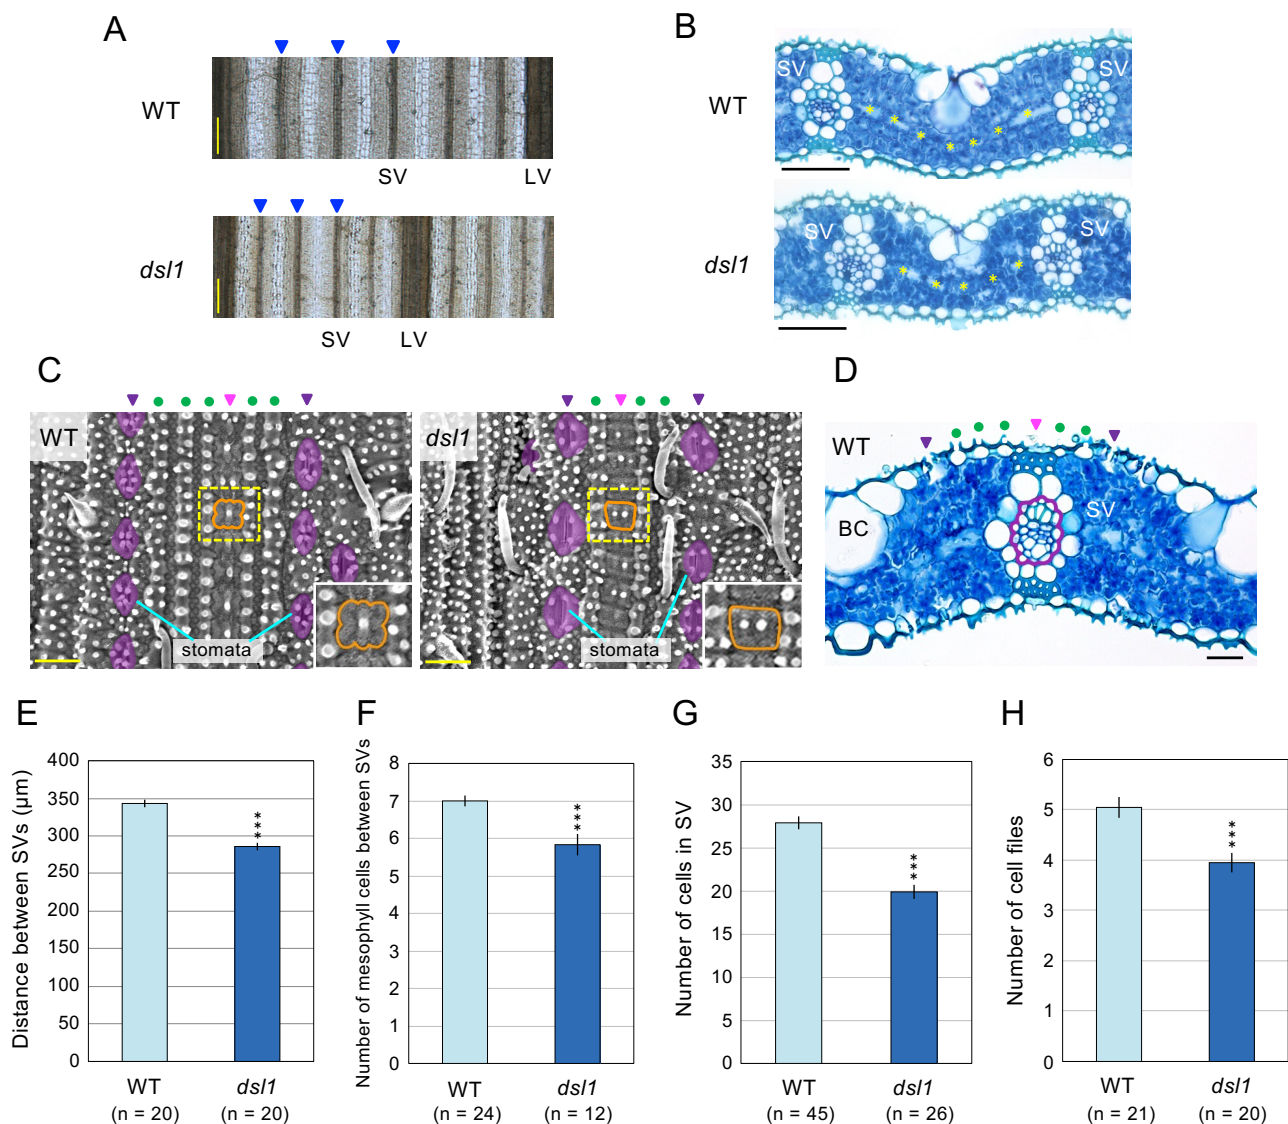 A
WT
SV
LV
dsl1
SV
LV
B
SV
SV
WT
* * * * * * *
SV
SV
dsl1
* * * * *
C
WT
stomata
dsl1
stomata
D
WT
SV
BC
E
Distance between SVs (µm)
400
350
300
250
200
150
100
50
0
***
WT
dsl1
(n = 20)
(n = 20)
F
Number of mesophyll cells between SVs
8
7
6
5
4
3
2
1
0
***
WT
dsl1
(n = 24)
(n = 12)
G
Number of cells in SV
35
30
25
20
15
10
5
0
***
WT
dsl1
(n = 45)
(n = 26)
H
Number of cell files
6
5
4
3
2
1
0
***
WT
dsl1
(n = 21)
(n = 20)